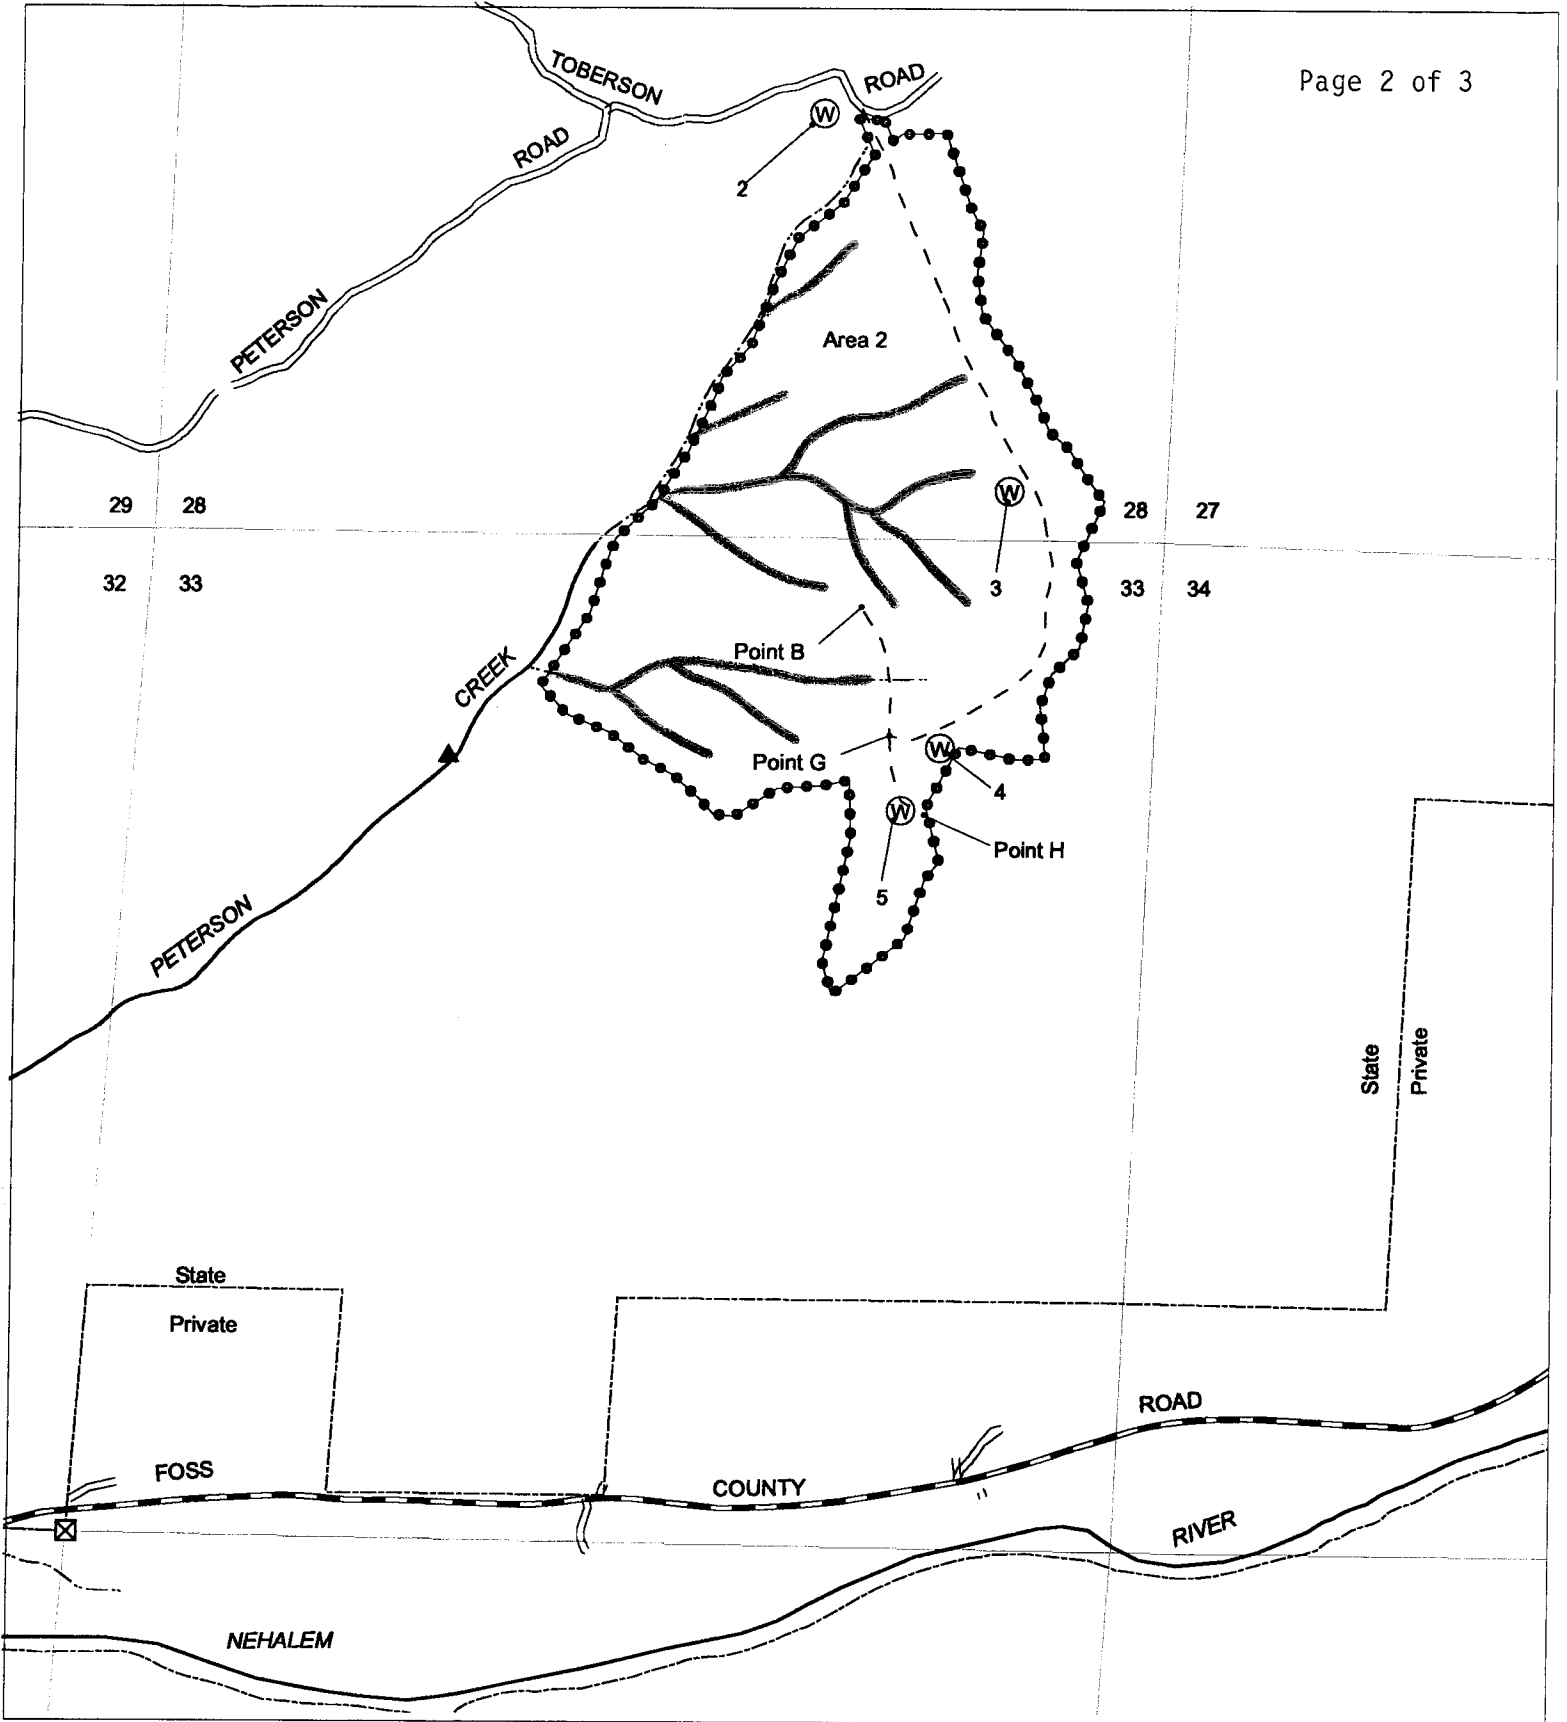 Page 2 of 3
TOBERSON
ROAD
W
2
ROAD
PETERSON
Area 2
W
29 28
28 27
32 33
3
33 34
Point B
CREEK
Point G
W
4
W
Point H
5
PETERSON
State
Private
State
Private
ROAD
FOSS
COUNTY
RIVER
NEHALEM